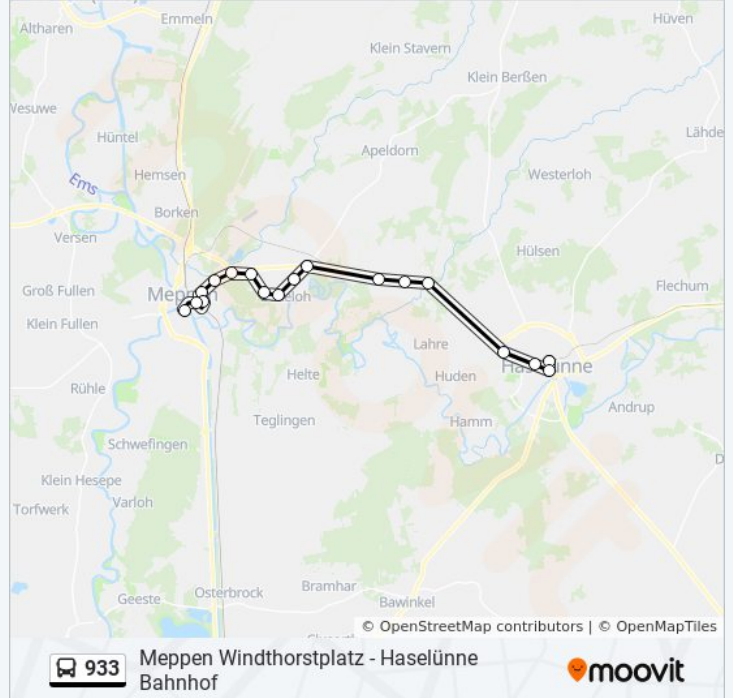 Altharen
Emmeln
Hüven
Klein Stavern
Klein Berßen
Wesuwe
Lähde
Hüntel
Apeldorn
Hemsen
Westerloh
Ems
Borken
Versen
Hülsen
Groß Fullen
Flechum
Meppen
Klein Fullen
Lahre
Haselünne
Helte
Huden
Rühle
Andrup
Teglingen
Hamm
Schwefingen
Klein Hesepe
Varloh
Torfwerk
Bramhar
Osterbrock
Geeste
Bawinkel
© OpenStreetMap contributors | © OpenMapTiles
933
Meppen Windthorstplatz - Haselünne
Bahnhof
moovit